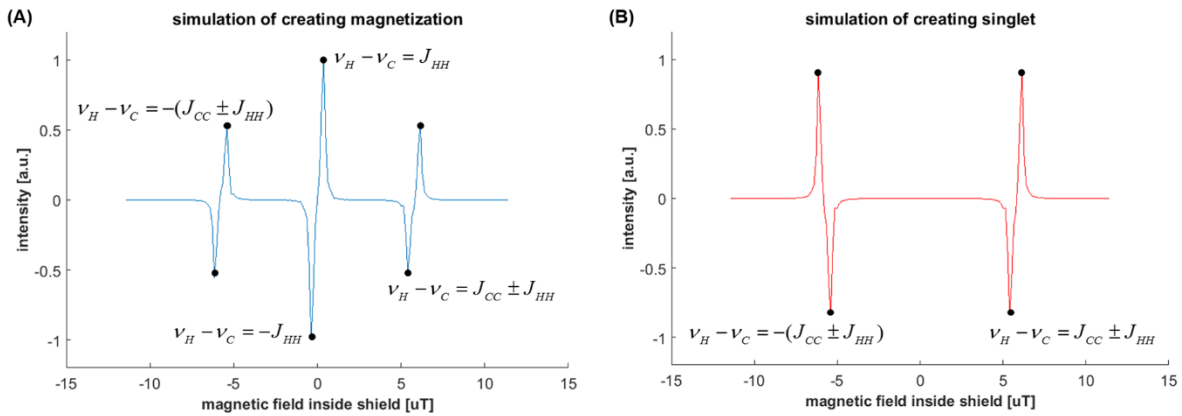 (A)
simulation of creating magnetization
intensity [a.u.]
1
0.5
0
-0.5
-1
ν_H − ν_C = J_HH
ν_H − ν_C = −(J_CC ± J_HH)
ν_H − ν_C = J_CC ± J_HH
ν_H − ν_C = −J_HH
-15 -10 -5 0 5 10 15
magnetic field inside shield [uT]
(B)
simulation of creating singlet
intensity [a.u.]
1
0.5
0
-0.5
-1
ν_H − ν_C = −(J_CC ± J_HH)
ν_H − ν_C = J_CC ± J_HH
-15 -10 -5 0 5 10 15
magnetic field inside shield [uT]